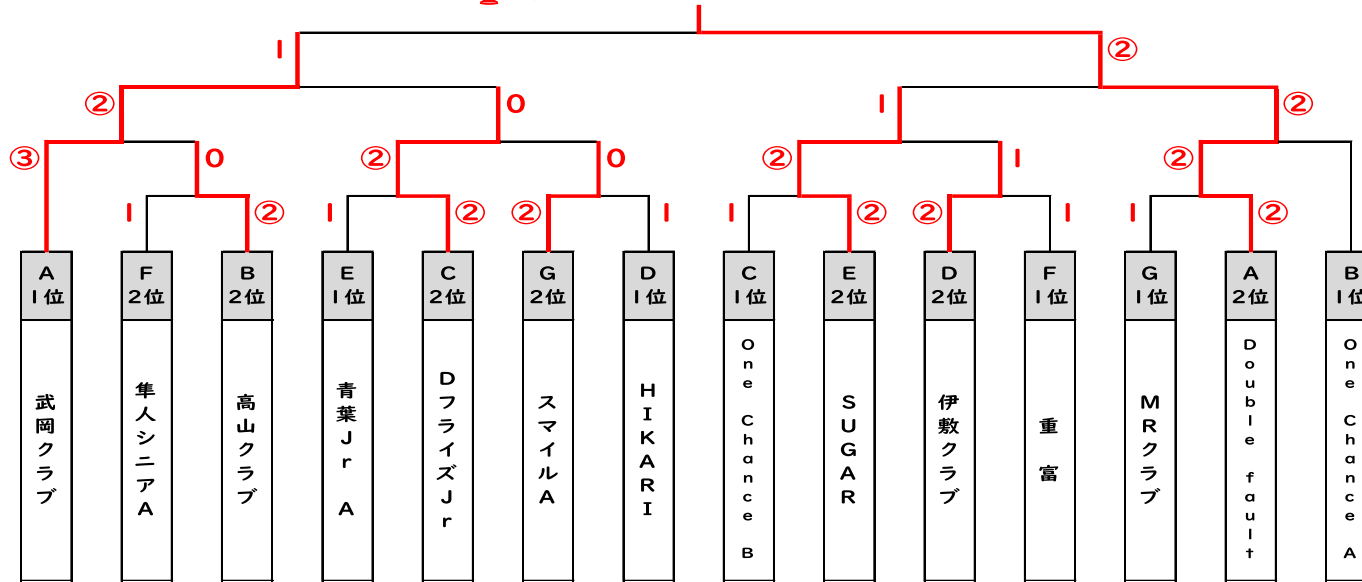 1 ②
② 0 1 ②
③ 0 ② 0 ② 1 ②
1 ② 1 ② ② 1 1 ② ② 1 1 ②
A F B E C G D C E D F G A B
1位 2位 2位 1位 2位 2位 1位 1位 2位 2位 1位 1位 2位 1位
武岡クラブ
隼人シニアA
高山クラブ
青葉Jr A
DフライズJr
スマイルA
HIKARI
One Chance B
SUGAR
伊敷クラブ
重富
MRクラブ
Double fault
One Chance A